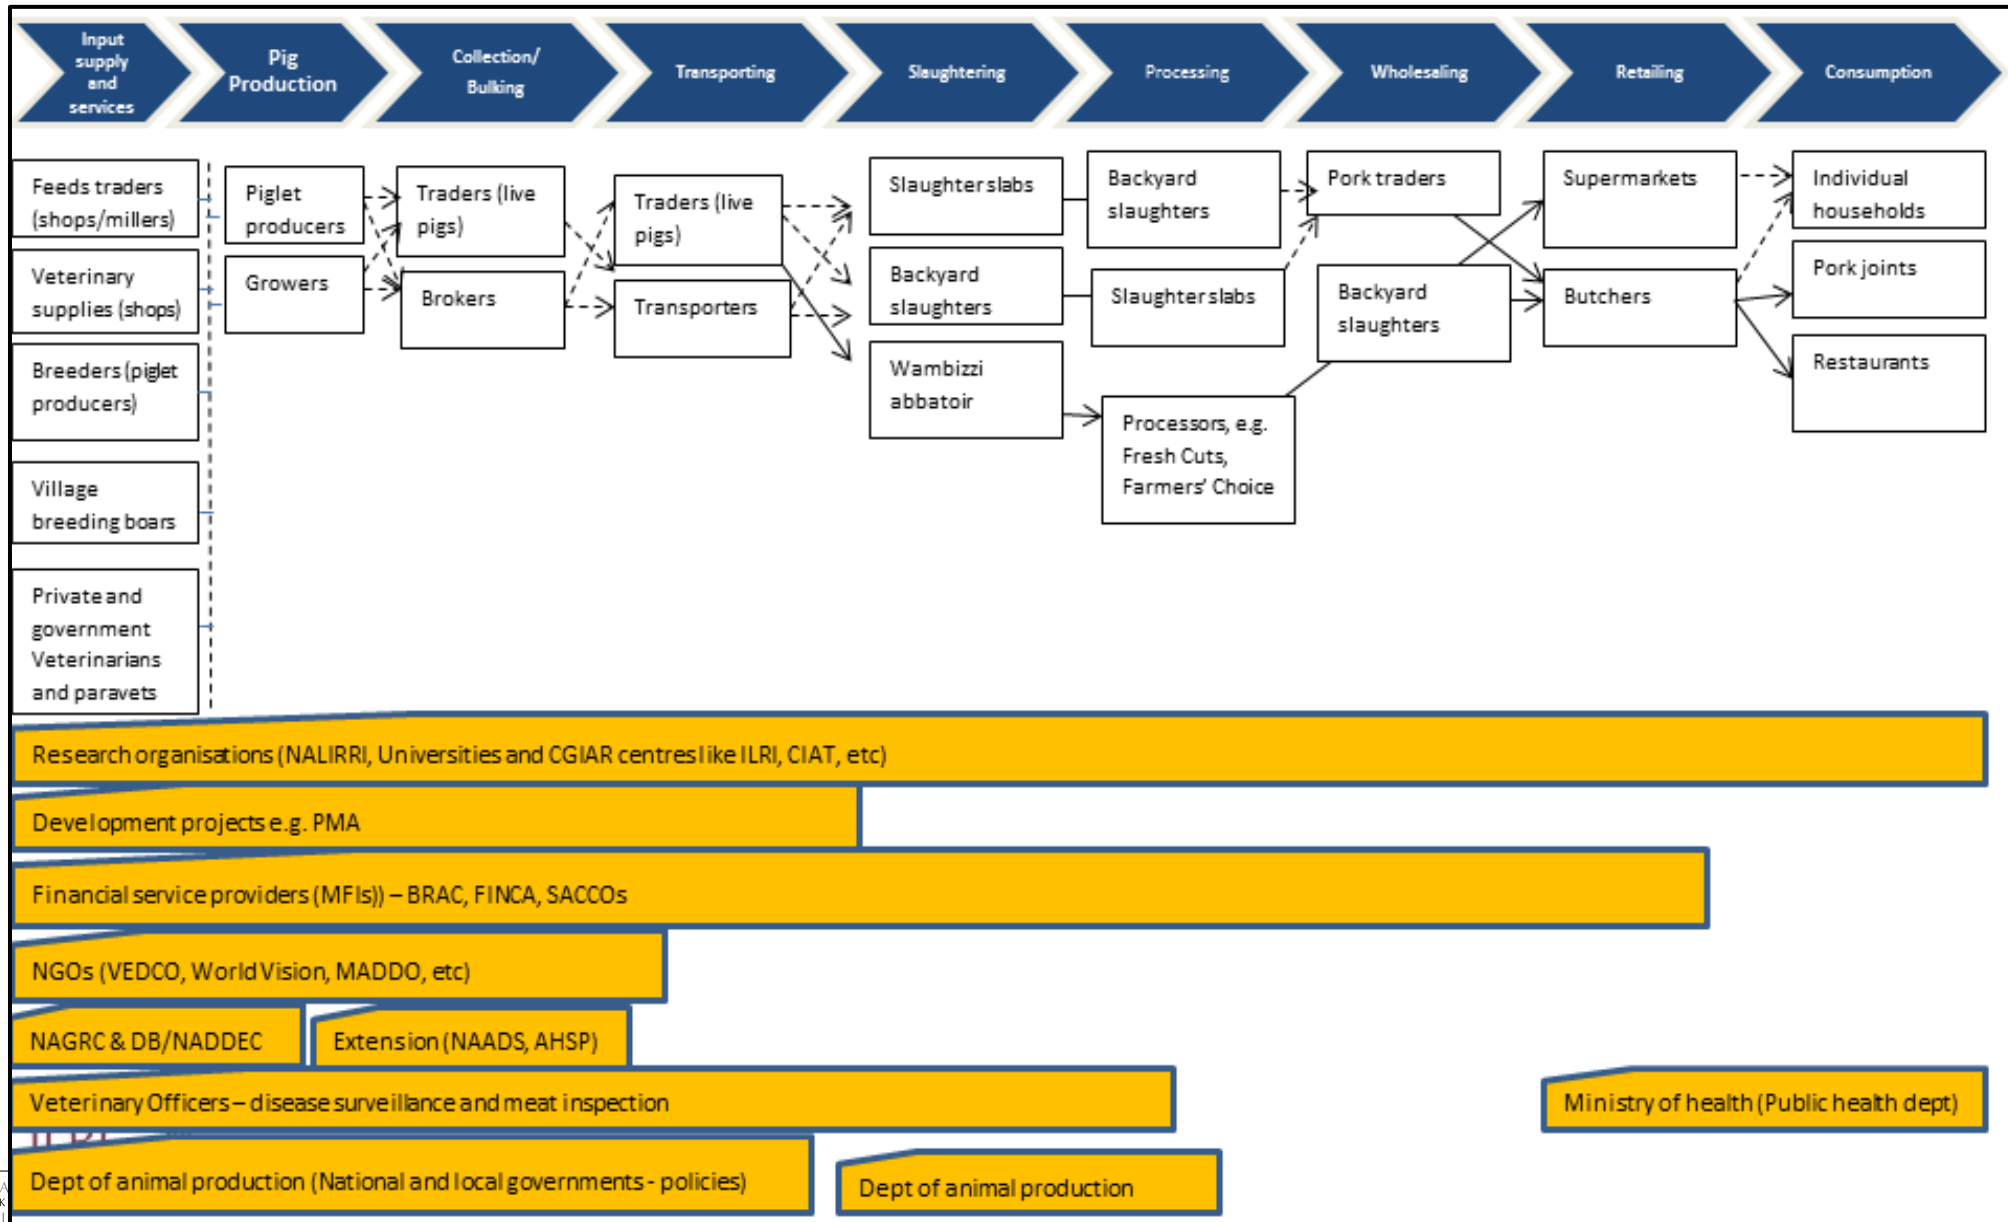 Input
supply
and
services
Pig
Production
Collection/
Bulking
Transporting
Slaughtering
Processing
Wholesaling
Retailing
Consumption
Feeds traders
(shops/millers)
Veterinary
supplies (shops)
Breeders (piglet
producers)
Village
breeding boars
Private and
government
Veterinarians
and paravets
Piglet
producers
Growers
Traders (live
pigs)
Brokers
Traders (live
pigs)
Transporters
Slaughter slabs
Backyard
slaughters
Wambizzi
abbatoir
Backyard
slaughters
Slaughter slabs
Processors, e.g.
Fresh Cuts,
Farmers' Choice
Pork traders
Backyard
slaughters
Supermarkets
Butchers
Individual
households
Pork joints
Restaurants
Research organisations (NALIRRI, Universities and CGIAR centres like ILRI, CIAT, etc)
Development projects e.g. PMA
Financial service providers (MFIs)) – BRAC, FINCA, SACCOs
NGOs (VEDCO, World Vision, MADDO, etc)
NAGRC & DB/NADDEC
Extension (NAADS, AHSP)
Veterinary Officers – disease surveillance and meat inspection
Ministry of health (Public health dept)
Dept of animal production (National and local governments - policies)
Dept of animal production